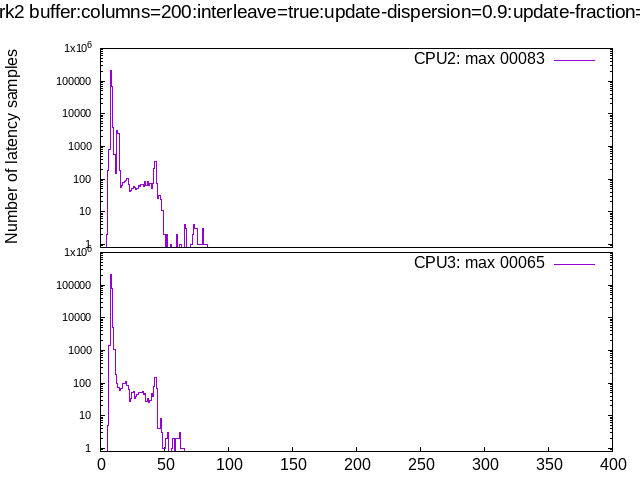 rk2 buffer:columns=200:interleave=true:update-dispersion=0.9:update-fraction=
Number of latency samples
1x10^6
100000
10000
1000
100
10
1
CPU2: max 00083
1x10^6
100000
10000
1000
100
10
1
CPU3: max 00065
0 50 100 150 200 250 300 350 400